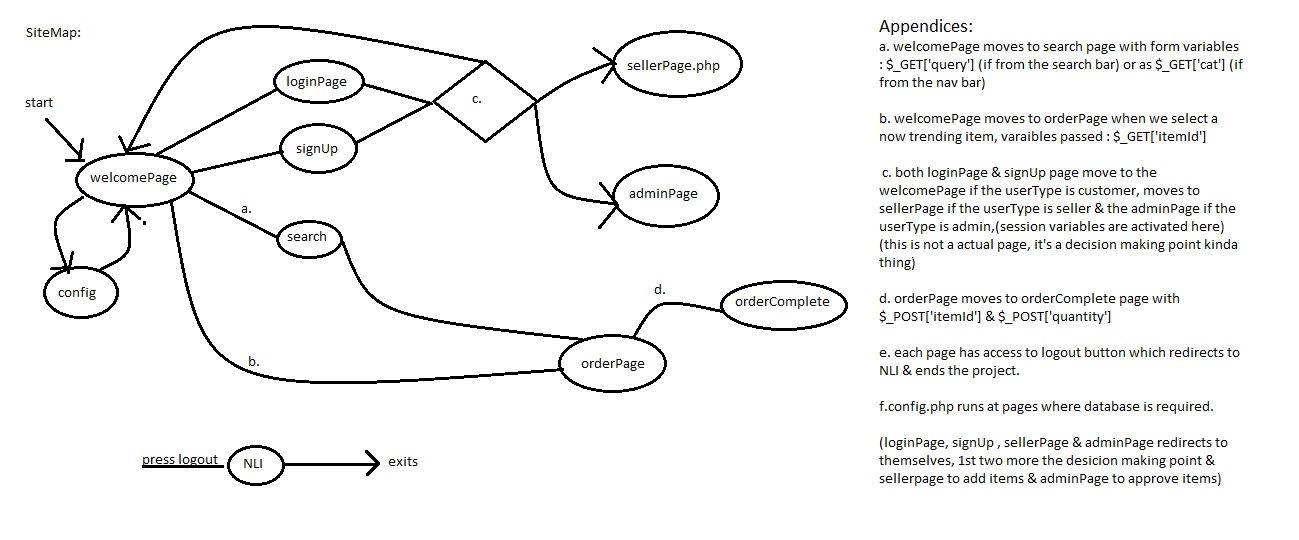 SiteMap:
start
welcomePage
loginPage
signUp
c.
sellerPage.php
adminPage
a.
search
config
b.
d.
orderPage
orderComplete
press logout
NLI
exits
Appendices:
a. welcomePage moves to search page with form variables
: $_GET['query'] (if from the search bar) or as $_GET['cat'] (if
from the nav bar)
b. welcomePage moves to orderPage when we select a
now trending item, varaibles passed : $_GET['itemId']
c. both loginPage & signUp page move to the
welcomePage if the userType is customer, moves to
sellerPage if the userType is seller & the adminPage if the
userType is admin,(session variables are activated here)
(this is not a actual page, it's a decision making point kinda
thing)
d. orderPage moves to orderComplete page with
$_POST['itemId'] & $_POST['quantity']
e. each page has access to logout button which redirects to
NLI & ends the project.
f.config.php runs at pages where database is required.
(loginPage, signUp , sellerPage & adminPage redirects to
themselves, 1st two more the desicion making point &
sellerpage to add items & adminPage to approve items)